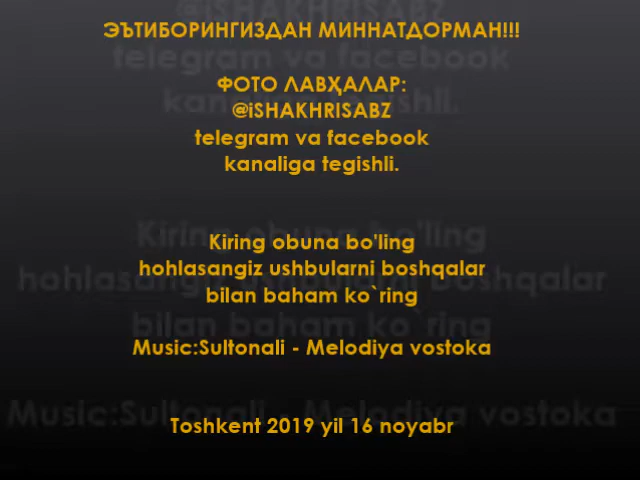 ЭЪТИБОРИНГИЗДАН МИННАТДОРМАН!!!
ФОТО ЛАВҲАЛАР:
@iSHAKHRISABZ
telegram va facebook
kanaliga tegishli.
Kiring obuna bo'ling
hohlasangiz ushbularni boshqalar
bilan baham ko`ring
Music:Sultonali - Melodiya vostoka
Toshkent 2019 yil 16 noyabr